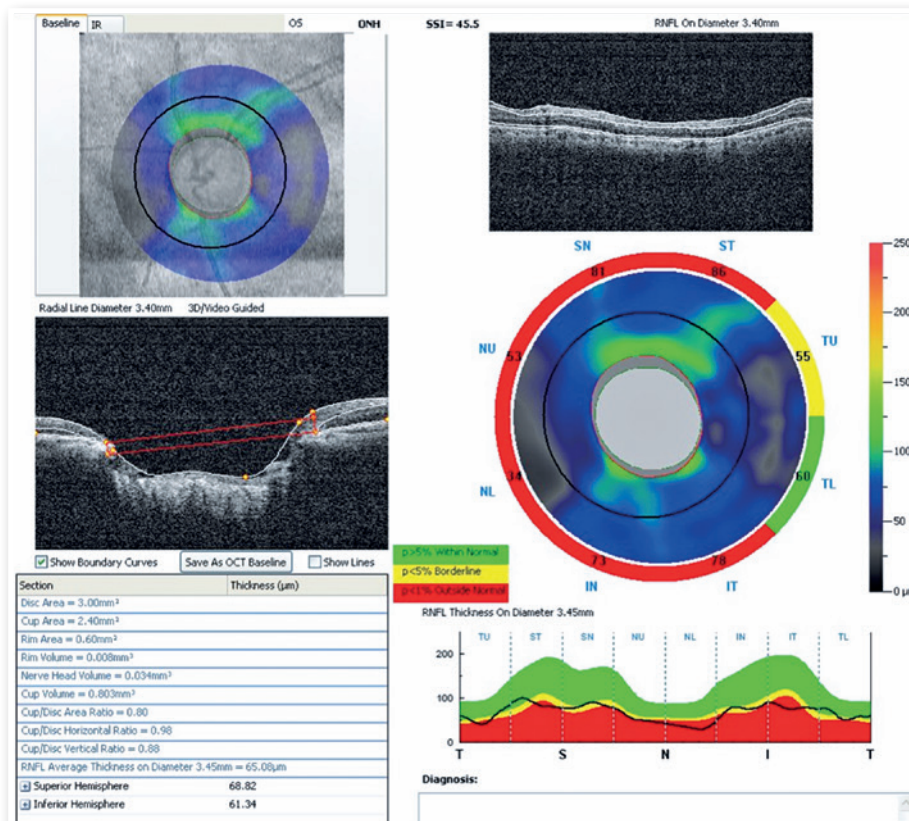 Baseline IR OS ONH
SSI= 45.5 RNFL On Diameter 3.40mm
Radial Line Diameter 3.40mm 3D/Video Guided
SN ST
81 86
NU TU
53 55
NL TL
34 60
73 78
IN IT
250
200
150
100
50
0 µm
Show Boundary Curves Save As OCT Baseline Show Lines
p>5% Within Normal
p<5% Borderline
p<1% Outside Normal
Section Thickness (µm)
Disc Area = 3.00mm²
Cup Area = 2.40mm²
Rim Area = 0.60mm²
Rim Volume = 0.008mm³
Nerve Head Volume = 0.034mm³
Cup Volume = 0.803mm³
Cup/Disc Area Ratio = 0.80
Cup/Disc Horizontal Ratio = 0.98
Cup/Disc Vertical Ratio = 0.88
RNFL Average Thickness on Diameter 3.45mm = 65.08µm
Superior Hemisphere 68.82
Inferior Hemisphere 61.34
RNFL Thickness On Diameter 3.45mm
TU ST SN NU NL IN IT TL
200
100
0
T S N I T
Diagnosis: